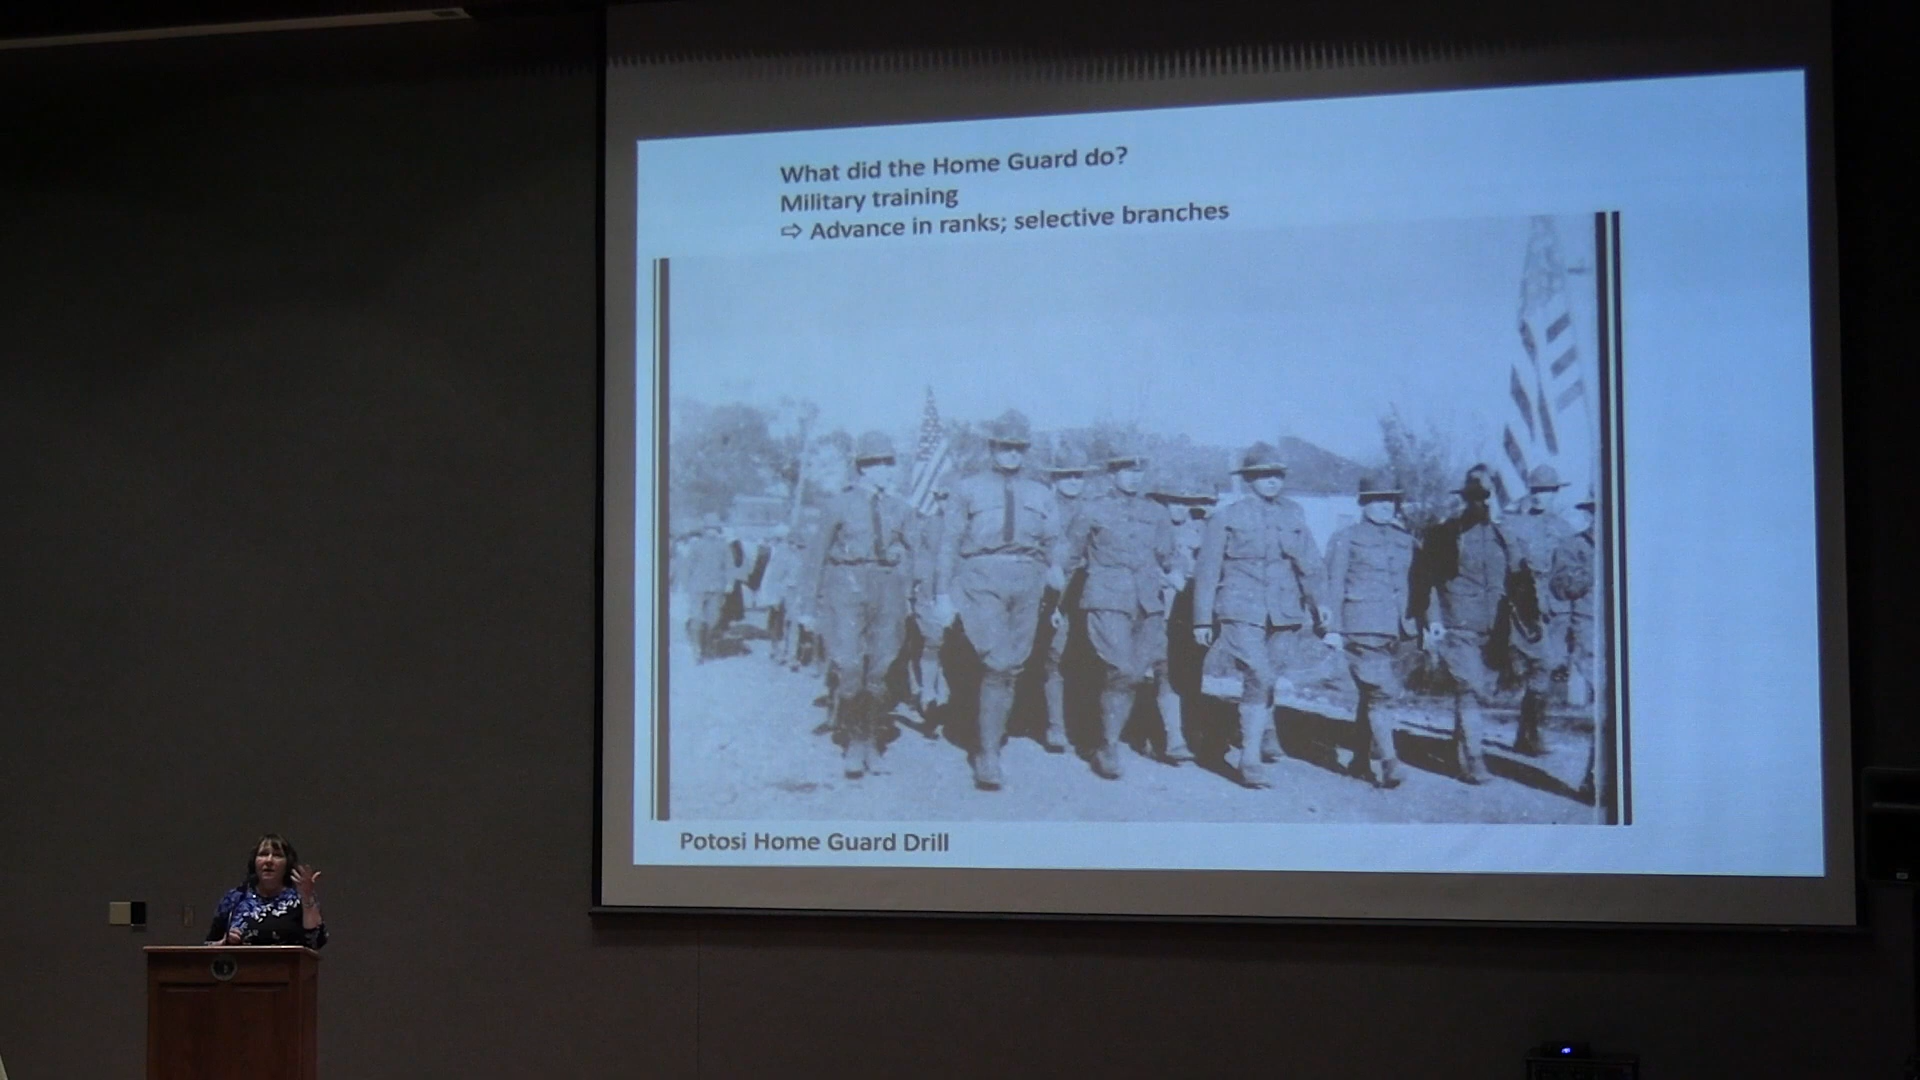 What did the Home Guard do?
Military training
⇨ Advance in ranks; selective branches
Potosi Home Guard Drill